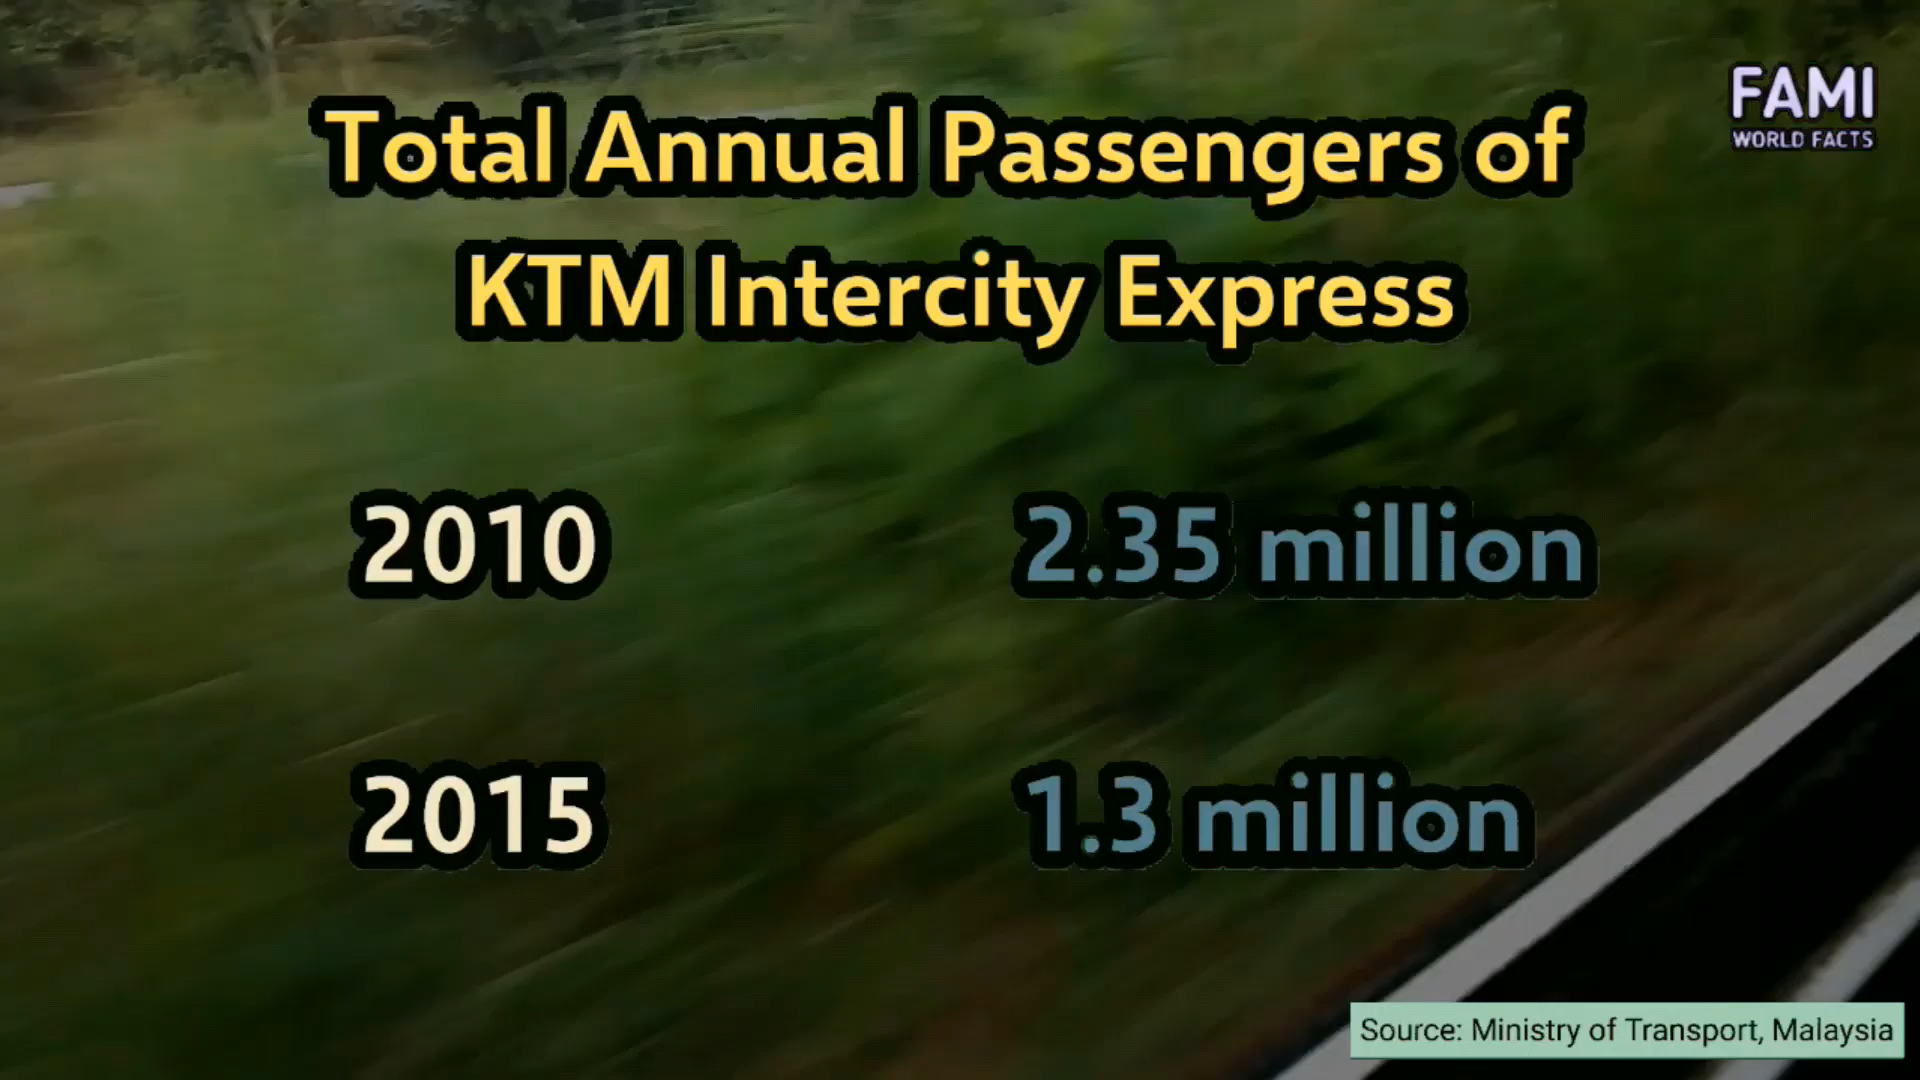 FAMI
WORLD FACTS
Total Annual Passengers of
KTM Intercity Express
2010 2.35 million
2015 1.3 million
Source: Ministry of Transport, Malaysia